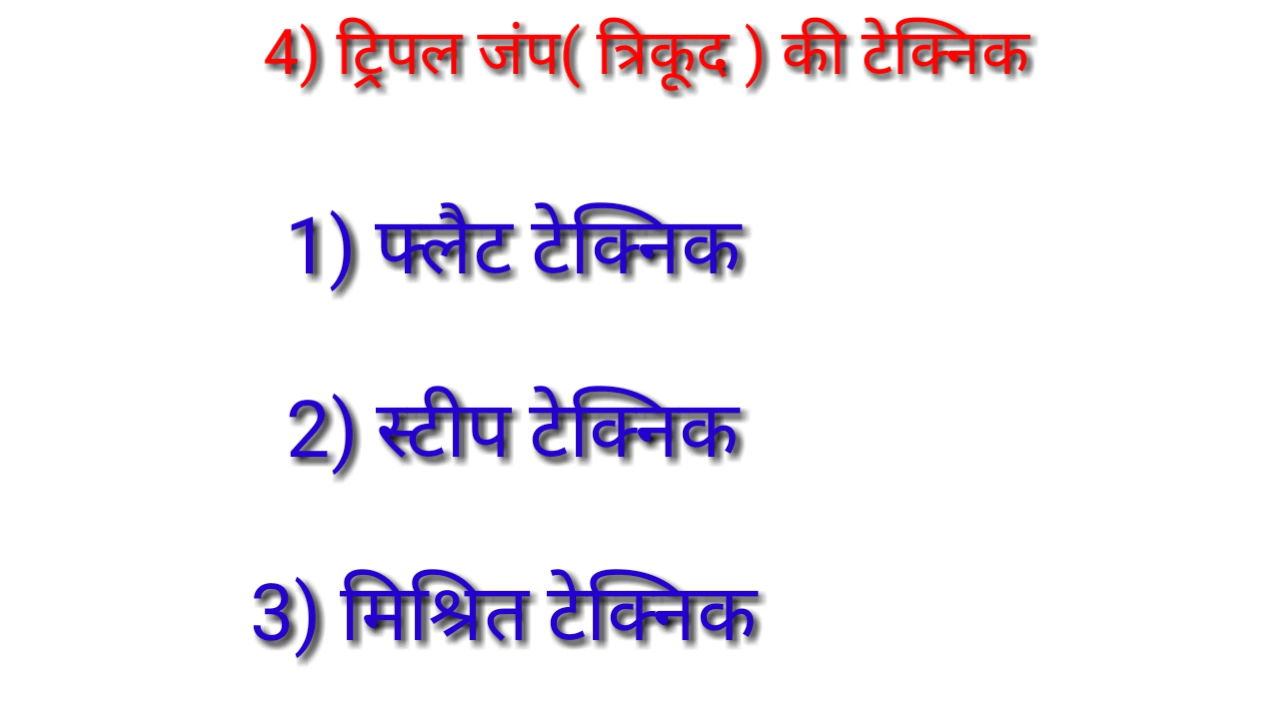 4) ट्रिपल जंप( त्रिकूद ) की टेक्निक
1) फ्लैट टेक्निक
2) स्टीप टेक्निक
3) मिश्रित टेक्निक